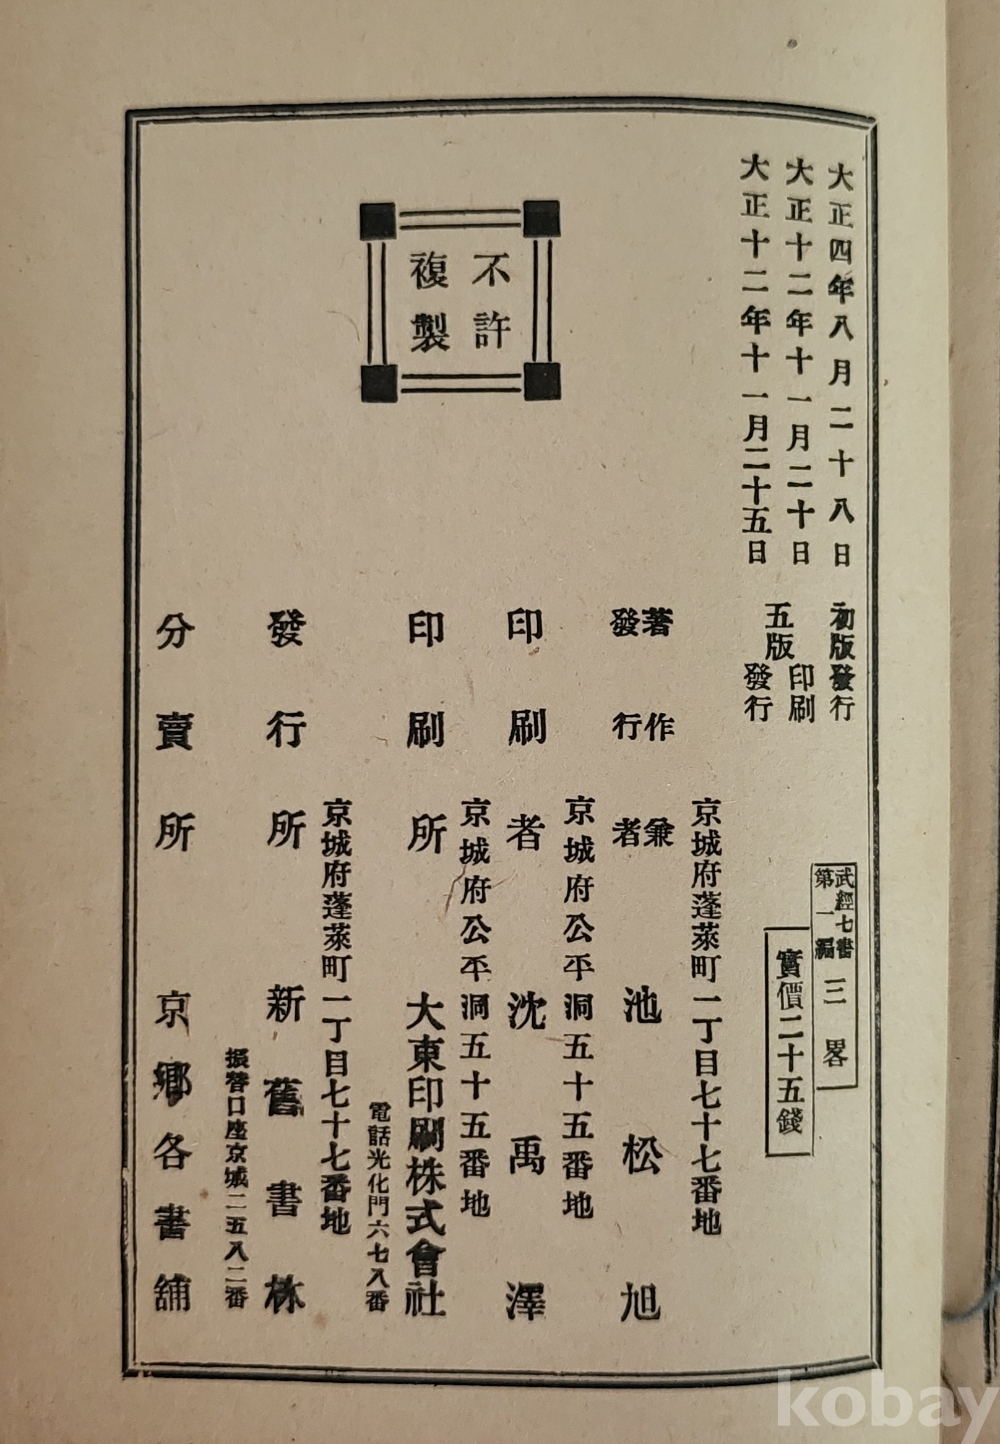 大正四年八月二十八日 初版發行
大正十二年十一月二十日 五版印刷
大正十二年十一月二十五日 發行
武經七書
第一編
三畧
實價二十五錢
不許
複製
京城府蓬萊町二丁目七十七番地
著作兼
發行者
池松旭
京城府公平洞五十五番地
印刷者 沈禹澤
京城府公平洞五十五番地
印刷所 大東印刷株式會社
電話光化門六七八番
京城府蓬萊町二丁目七十七番地
發行所 新舊書林
振替口座京城二五八二番
分賣所 京鄉各書舖
kobay